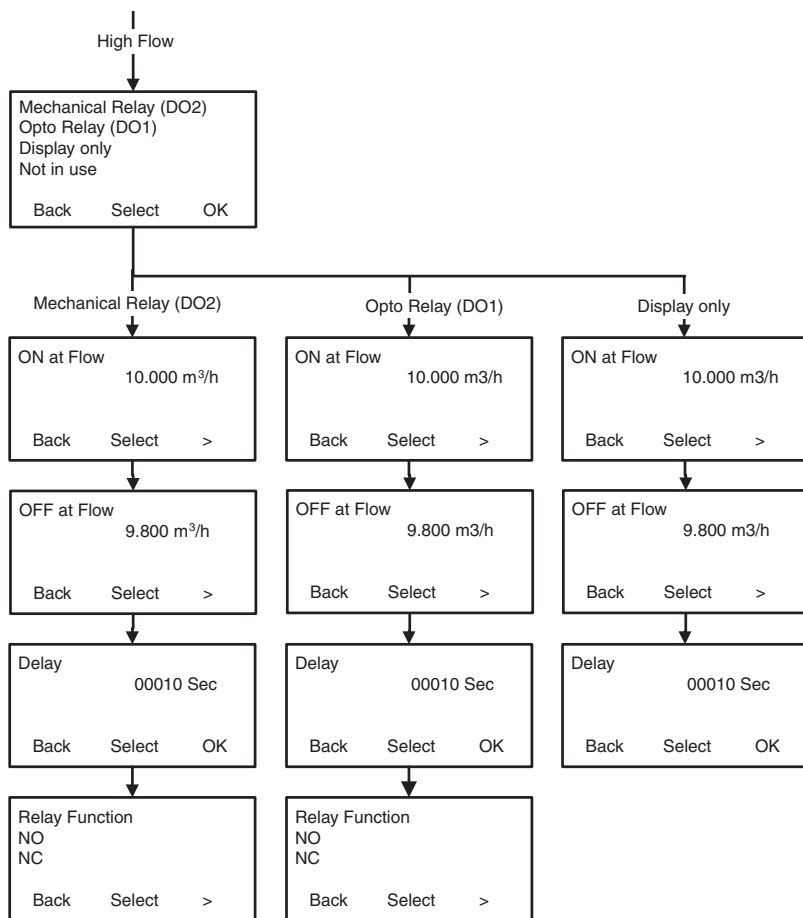 High Flow
Mechanical Relay (DO2)
Opto Relay (DO1)
Display only
Not in use
Back Select OK
Mechanical Relay (DO2)
Opto Relay (DO1)
Display only
ON at Flow
10.000 m³/h
Back Select >
ON at Flow
10.000 m3/h
Back Select >
ON at Flow
10.000 m3/h
Back Select >
OFF at Flow
9.800 m³/h
Back Select >
OFF at Flow
9.800 m3/h
Back Select >
OFF at Flow
9.800 m3/h
Back Select >
Delay
00010 Sec
Back Select OK
Delay
00010 Sec
Back Select OK
Delay
00010 Sec
Back Select OK
Relay Function
NO
NC
Back Select >
Relay Function
NO
NC
Back Select >